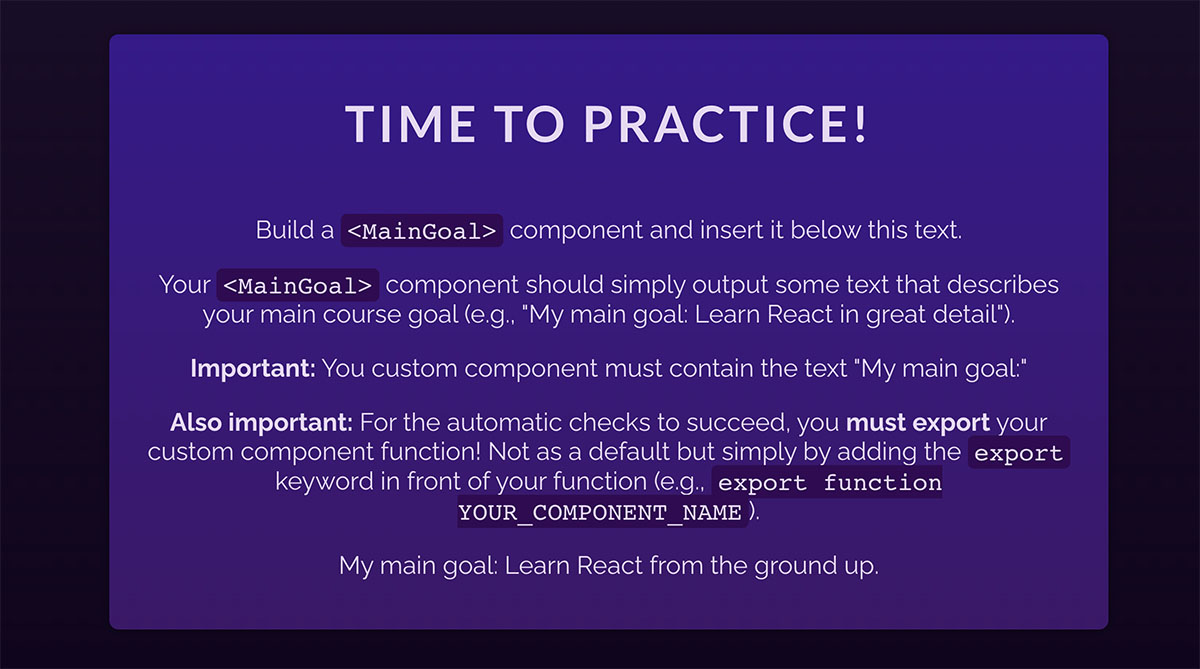 TIME TO PRACTICE!
Build a <MainGoal> component and insert it below this text.
Your <MainGoal> component should simply output some text that describes
your main course goal (e.g., "My main goal: Learn React in great detail").
Important: You custom component must contain the text "My main goal:"
Also important: For the automatic checks to succeed, you must export your
custom component function! Not as a default but simply by adding the export
keyword in front of your function (e.g., export function
YOUR_COMPONENT_NAME ).
My main goal: Learn React from the ground up.